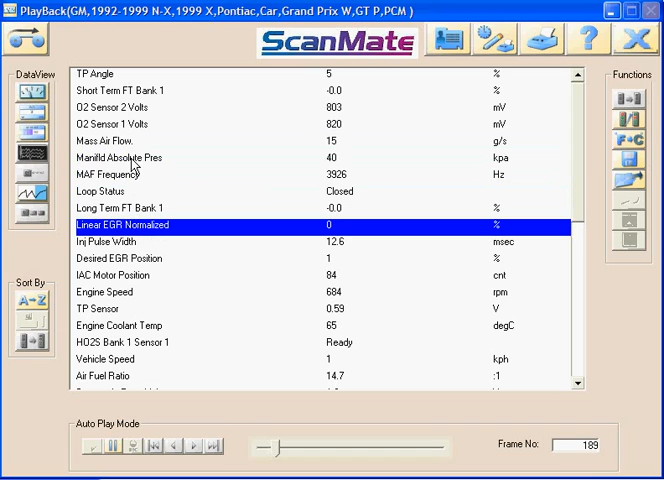 PlayBack(GM,1992-1999 N-X,1999 X,Pontiac,Car,Grand Prix W,GT P,PCM )
ScanMate
DataView
Functions
TP Angle 5 %
Short Term FT Bank 1 -0.0 %
O2 Sensor 2 Volts 803 mV
O2 Sensor 1 Volts 820 mV
Mass Air Flow. 15 g/s
Manifld Absolute Pres 40 kpa
MAF Frequency 3926 Hz
Loop Status Closed
Long Term FT Bank 1 -0.0 %
Linear EGR Normalized 0 %
Inj Pulse Width 12.6 msec
Desired EGR Position 1 %
IAC Motor Position 84 cnt
Engine Speed 684 rpm
TP Sensor 0.59 V
Engine Coolant Temp 65 degC
HO2S Bank 1 Sensor 1 Ready
Vehicle Speed 1 kph
Air Fuel Ratio 14.7 :1
F→C
Sort By
A→Z
Auto Play Mode
Frame No: 189